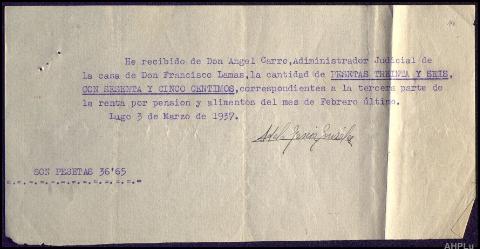 He recibido de Don Angel Carro, Administrador Judicial de
la casa de Don Francisco Lamas, la cantidad de PESETAS TREINTA Y SEIS,
CON SESENTA Y CINCO CENTIMOS, correspondientes a la tercera parte de
la renta por pension y alimentos del mes de Febrero último.
Lugo 3 de Marzo de 1937.
SON PESETAS 36'65
AHPLu